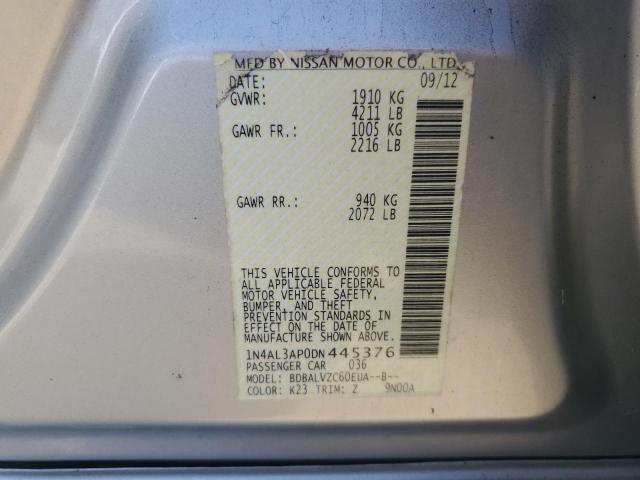 MFD BY NISSAN MOTOR CO., LTD.
DATE: 09/12
GVWR: 1910 KG
4211 LB
GAWR FR.: 1005 KG
2216 LB
GAWR RR.: 940 KG
2072 LB
THIS VEHICLE CONFORMS TO
ALL APPLICABLE FEDERAL
MOTOR VEHICLE SAFETY,
BUMPER, AND THEFT
PREVENTION STANDARDS IN
EFFECT ON THE DATE OF
MANUFACTURE SHOWN ABOVE.
1N4AL3AP0DN 445376
PASSENGER CAR 036
MODEL: BDBALVZC60EUA--B--
COLOR: K23 TRIM: Z 9N00A